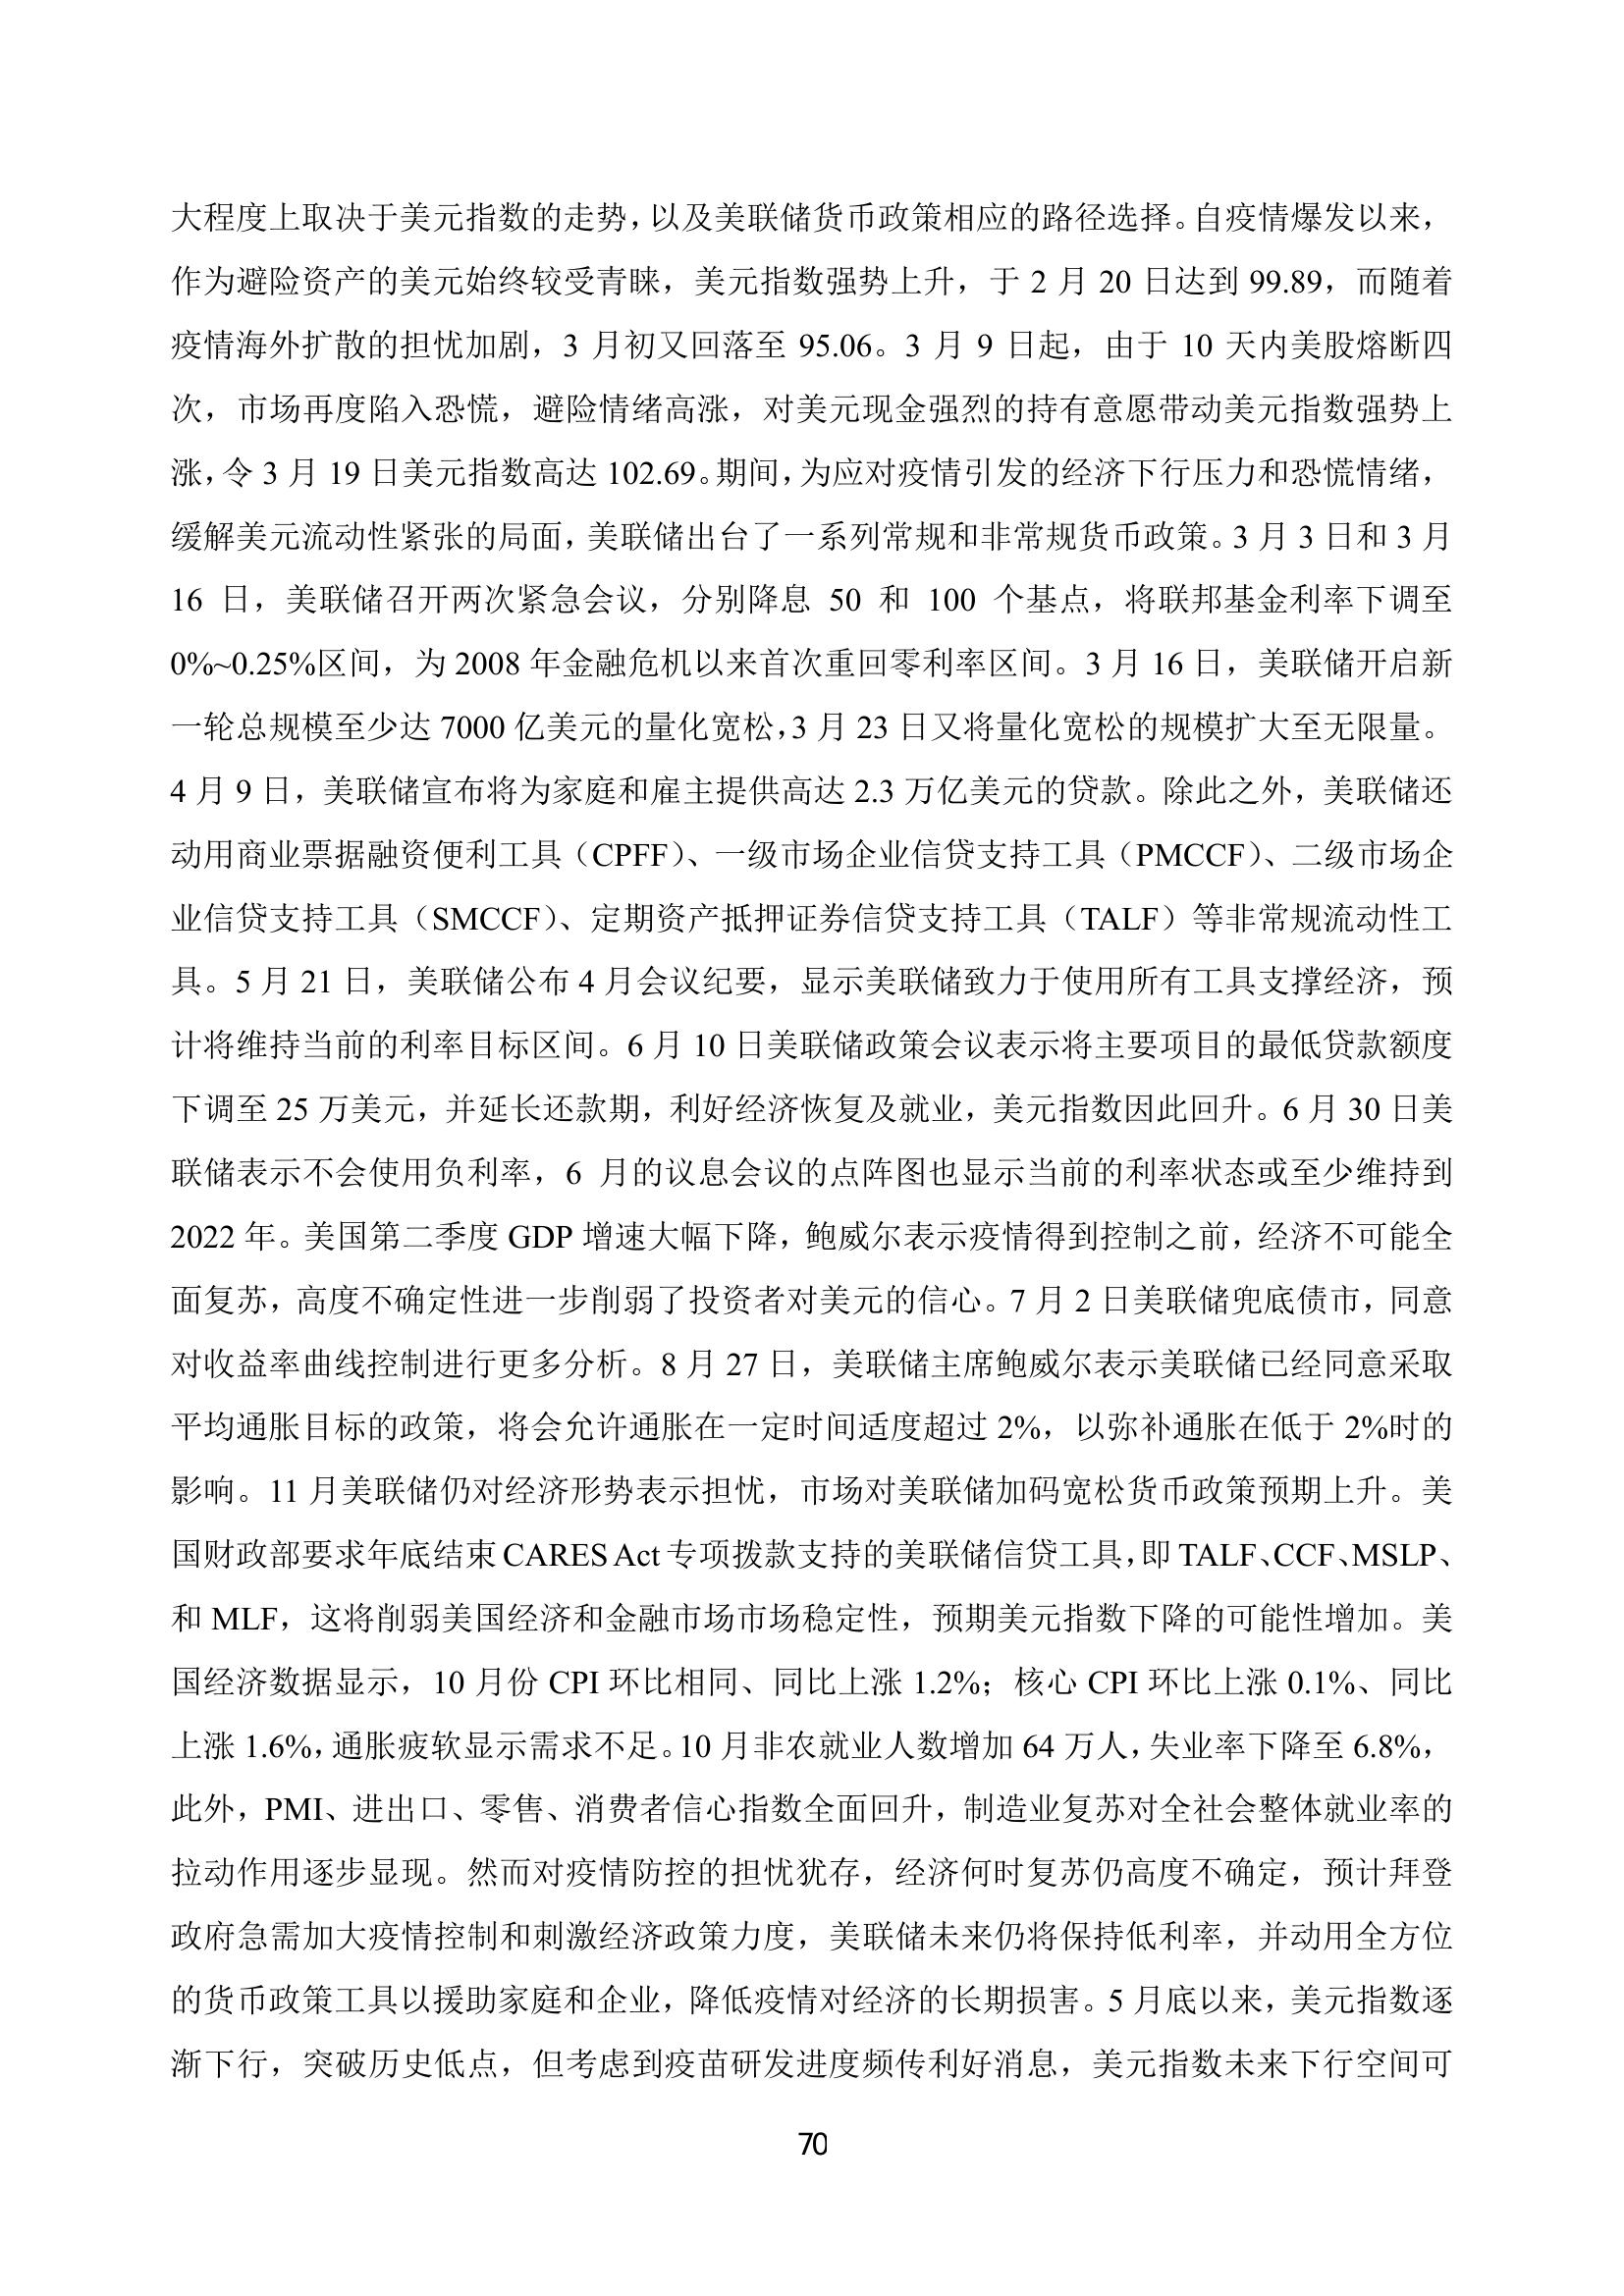 大程度上取决于美元指数的走势，以及美联储货币政策相应的路径选择。自疫情爆发以来，
作为避险资产的美元始终较受青睐，美元指数强势上升，于 2 月 20 日达到 99.89，而随着
疫情海外扩散的担忧加剧，3 月初又回落至 95.06。3 月 9 日起，由于 10 天内美股熔断四
次，市场再度陷入恐慌，避险情绪高涨，对美元现金强烈的持有意愿带动美元指数强势上
涨，令 3 月 19 日美元指数高达 102.69。期间，为应对疫情引发的经济下行压力和恐慌情绪，
缓解美元流动性紧张的局面，美联储出台了一系列常规和非常规货币政策。3 月 3 日和 3 月
16 日，美联储召开两次紧急会议，分别降息 50 和 100 个基点，将联邦基金利率下调至
0%~0.25%区间，为 2008 年金融危机以来首次重回零利率区间。3 月 16 日，美联储开启新
一轮总规模至少达 7000 亿美元的量化宽松，3 月 23 日又将量化宽松的规模扩大至无限量。
4 月 9 日，美联储宣布将为家庭和雇主提供高达 2.3 万亿美元的贷款。除此之外，美联储还
动用商业票据融资便利工具（CPFF）、一级市场企业信贷支持工具（PMCCF）、二级市场企
业信贷支持工具（SMCCF）、定期资产抵押证券信贷支持工具（TALF）等非常规流动性工
具。5 月 21 日，美联储公布 4 月会议纪要，显示美联储致力于使用所有工具支撑经济，预
计将维持当前的利率目标区间。6 月 10 日美联储政策会议表示将主要项目的最低贷款额度
下调至 25 万美元，并延长还款期，利好经济恢复及就业，美元指数因此回升。6 月 30 日美
联储表示不会使用负利率，6 月的议息会议的点阵图也显示当前的利率状态或至少维持到
2022 年。美国第二季度 GDP 增速大幅下降，鲍威尔表示疫情得到控制之前，经济不可能全
面复苏，高度不确定性进一步削弱了投资者对美元的信心。7 月 2 日美联储兜底债市，同意
对收益率曲线控制进行更多分析。8 月 27 日，美联储主席鲍威尔表示美联储已经同意采取
平均通胀目标的政策，将会允许通胀在一定时间适度超过 2%，以弥补通胀在低于 2%时的
影响。11 月美联储仍对经济形势表示担忧，市场对美联储加码宽松货币政策预期上升。美
国财政部要求年底结束 CARES Act 专项拨款支持的美联储信贷工具，即 TALF、CCF、MSLP、
和 MLF，这将削弱美国经济和金融市场市场稳定性，预期美元指数下降的可能性增加。美
国经济数据显示，10 月份 CPI 环比相同、同比上涨 1.2%；核心 CPI 环比上涨 0.1%、同比
上涨 1.6%，通胀疲软显示需求不足。10 月非农就业人数增加 64 万人，失业率下降至 6.8%，
此外，PMI、进出口、零售、消费者信心指数全面回升，制造业复苏对全社会整体就业率的
拉动作用逐步显现。然而对疫情防控的担忧犹存，经济何时复苏仍高度不确定，预计拜登
政府急需加大疫情控制和刺激经济政策力度，美联储未来仍将保持低利率，并动用全方位
的货币政策工具以援助家庭和企业，降低疫情对经济的长期损害。5 月底以来，美元指数逐
渐下行，突破历史低点，但考虑到疫苗研发进度频传利好消息，美元指数未来下行空间可
70